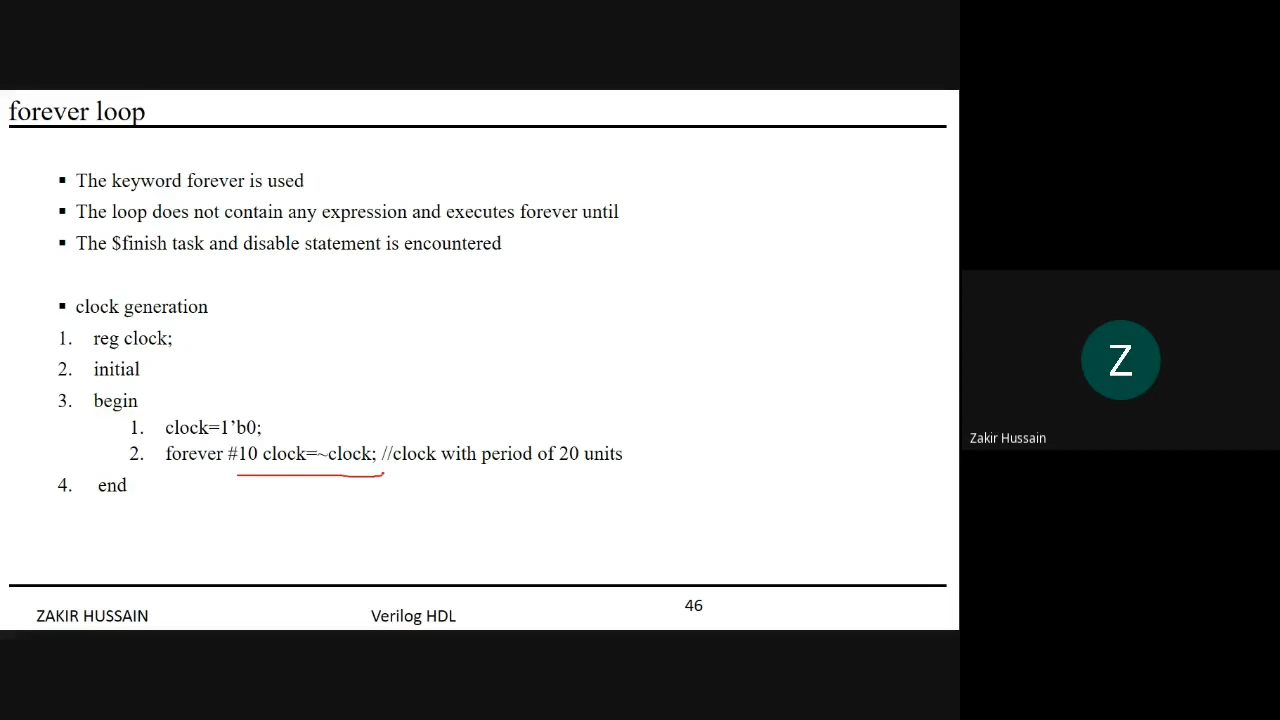 forever loop
▪ The keyword forever is used
▪ The loop does not contain any expression and executes forever until
▪ The $finish task and disable statement is encountered
▪ clock generation
1. reg clock;
2. initial
3. begin
1. clock=1’b0;
2. forever #10 clock=~clock; //clock with period of 20 units
4. end
ZAKIR HUSSAIN
Verilog HDL
46
Z
Zakir Hussain